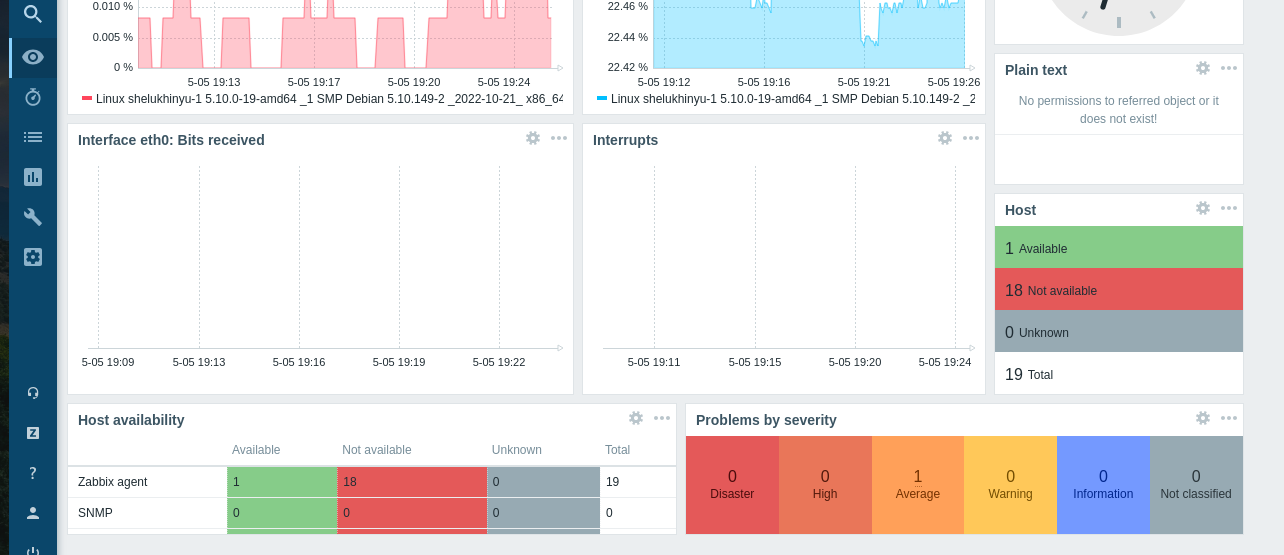 0.010 %
0.005 %
0 %
5-05 19:13 5-05 19:17 5-05 19:20 5-05 19:24
Linux shelukhinyu-1 5.10.0-19-amd64 _1 SMP Debian 5.10.149-2 _2022-10-21_ x86_64
22.46 %
22.44 %
22.42 %
5-05 19:12 5-05 19:16 5-05 19:21 5-05 19:26
Linux shelukhinyu-1 5.10.0-19-amd64 _1 SMP Debian 5.10.149-2 _2
Plain text
No permissions to referred object or it
does not exist!
Interface eth0: Bits received
5-05 19:09 5-05 19:13 5-05 19:16 5-05 19:19 5-05 19:22
Interrupts
5-05 19:11 5-05 19:15 5-05 19:20 5-05 19:24
Host
1 Available
18 Not available
0 Unknown
19 Total
Host availability
Available Not available Unknown Total
Zabbix agent 1 18 0 19
SNMP 0 0 0 0
Problems by severity
0 0 1 0 0 0
Disaster High Average Warning Information Not classified
Z
?